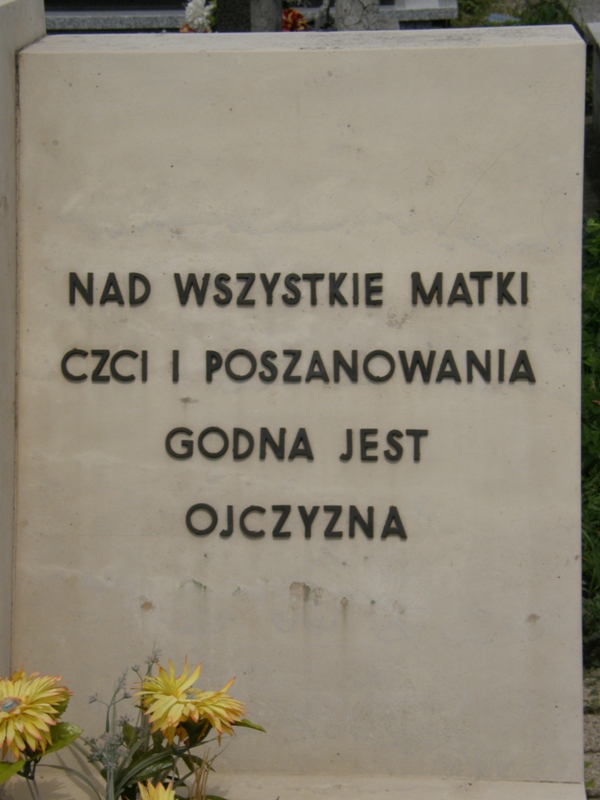 NAD WSZYSTKIE MATKI
CZCI I POSZANOWANIA
GODNA JEST
OJCZYZNA